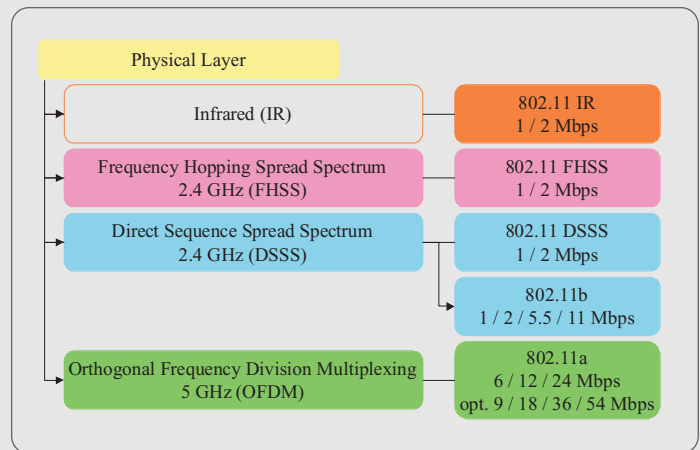 Physical Layer
Infrared (IR)
802.11 IR
1 / 2 Mbps
Frequency Hopping Spread Spectrum
2.4 GHz (FHSS)
802.11 FHSS
1 / 2 Mbps
Direct Sequence Spread Spectrum
2.4 GHz (DSSS)
802.11 DSSS
1 / 2 Mbps
802.11b
1 / 2 / 5.5 / 11 Mbps
Orthogonal Frequency Division Multiplexing
5 GHz (OFDM)
802.11a
6 / 12 / 24 Mbps
opt. 9 / 18 / 36 / 54 Mbps